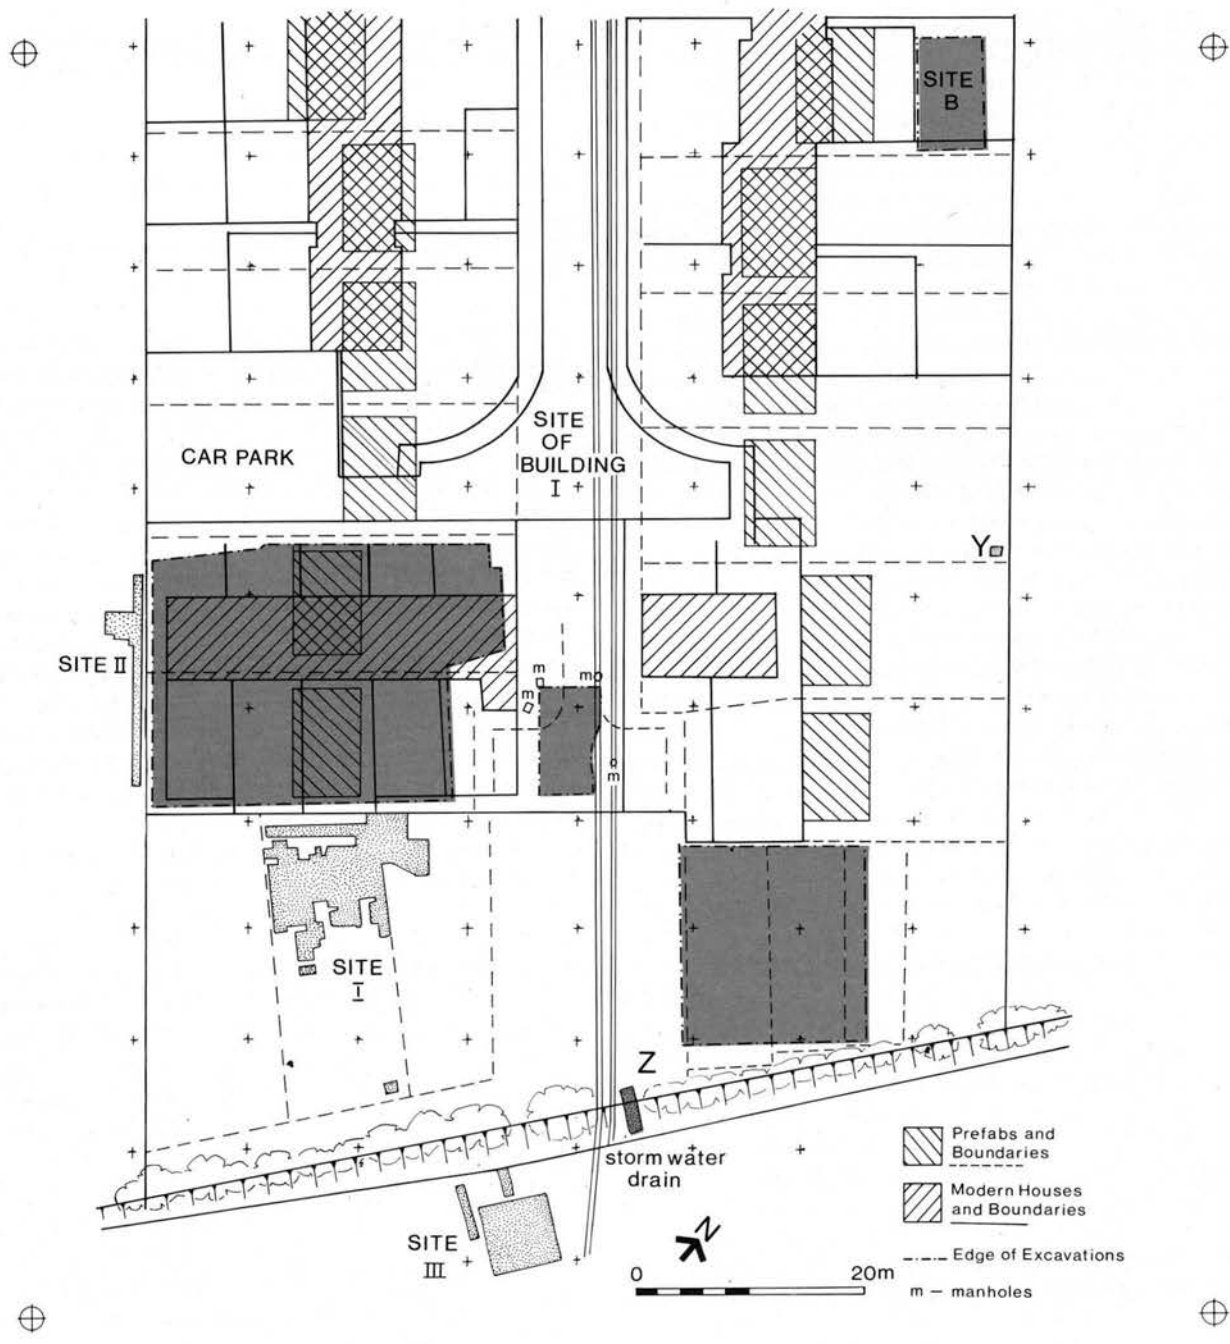 SITE
B
SITE
OF
BUILDING
I
CAR PARK
Y
SITE II
m
m
m
m
SITE
I
Z
storm water
drain
SITE
III
N
0 20m
Prefabs and
Boundaries
Modern Houses
and Boundaries
Edge of Excavations
m – manholes